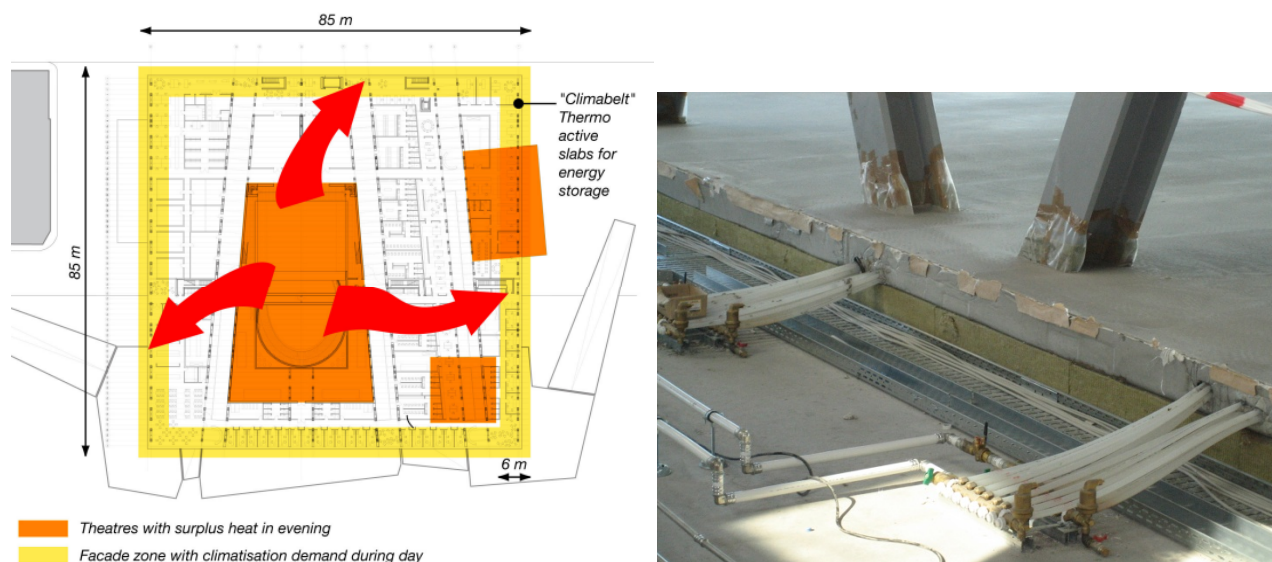 85 m
85 m
"Climabelt"
Thermo
active
slabs for
energy
storage
6 m
Theatres with surplus heat in evening
Facade zone with climatisation demand during day